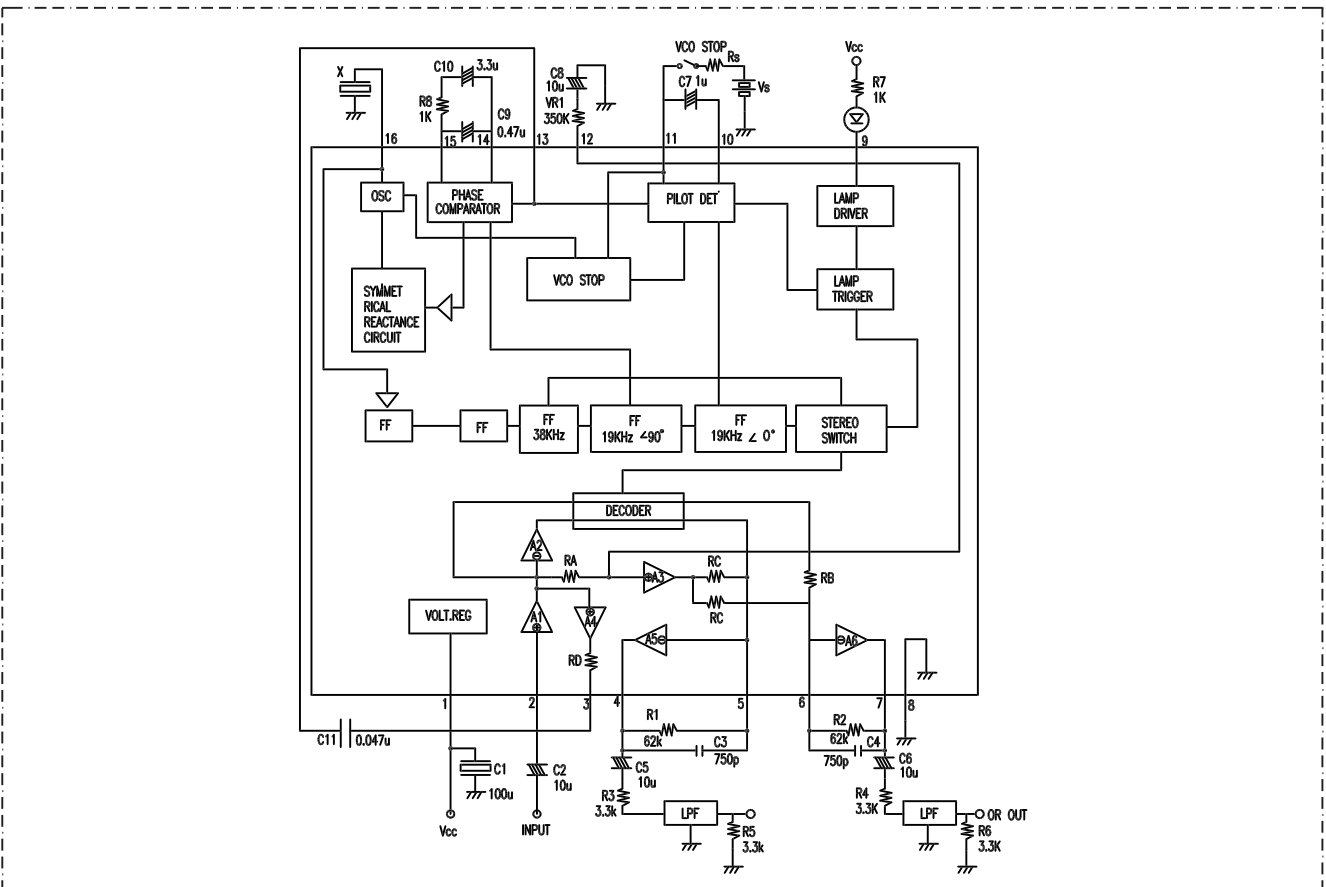 VCO STOP
Rs
Vcc
X
C10
3.3u
C8
10u
C7 1u
Vs
R7
1K
R8
1K
VR1
350K
C9
0.47u
16
15
14
13
12
11
10
9
OSC
PHASE
COMPARATOR
PILOT DET
LAMP
DRIVER
VCO STOP
SYMMET
RICAL
REACTANCE
CIRCUIT
LAMP
TRIGGER
FF
FF
FF
38KHz
FF
19KHz ∠90°
FF
19KHz ∠ 0°
STEREO
SWITCH
DECODER
A2
⊖
RA
⊕A3
RC
RB
RC
VOLT.REG
A1
⊕
⊕
A4
A5⊖
⊖A6
RD
1
2
3
4
5
6
7
8
C11
0.047u
R1
62k
C3
750p
R2
62k
C4
750p
C1
100u
C2
10u
C5
10u
C6
10u
R3
3.3k
LPF
R5
3.3k
R4
3.3K
LPF
OR OUT
R6
3.3K
Vcc
INPUT